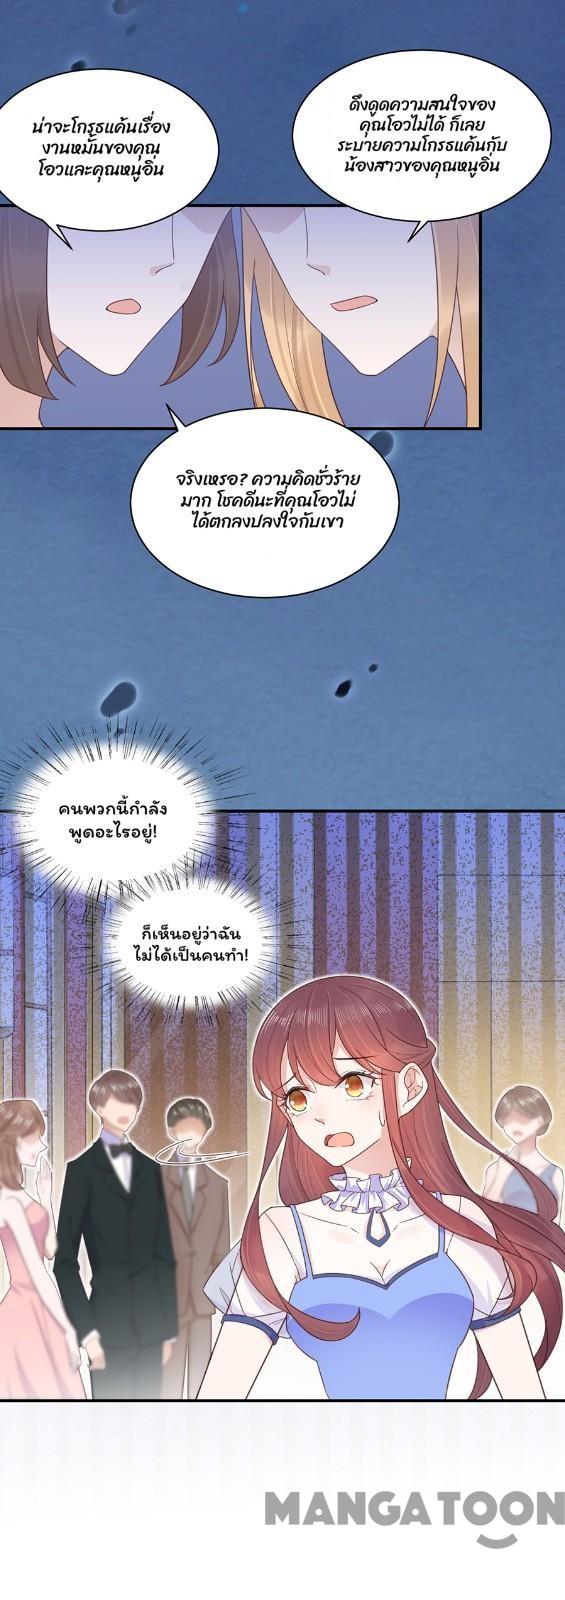 น่าจะโกรธแค้นเรื่อง
งานหมั้นของคุณ
โอวและคุณหนูอิ่น
ดึงดูดความสนใจของ
คุณโอวไม่ได้ ก็เลย
ระบายความโกรธแค้นกับ
น้องสาวของคุณหนูอิ่น
จริงเหรอ? ความคิดชั่วร้าย
มาก โชคดีนะที่คุณโอวไม่
ได้ตกลงปลงใจกับเขา
คนพวกนี้กำลัง
พูดอะไรอยู่!
ก็เห็นอยู่ว่าฉัน
ไม่ได้เป็นคนทำ!
MANGATOON